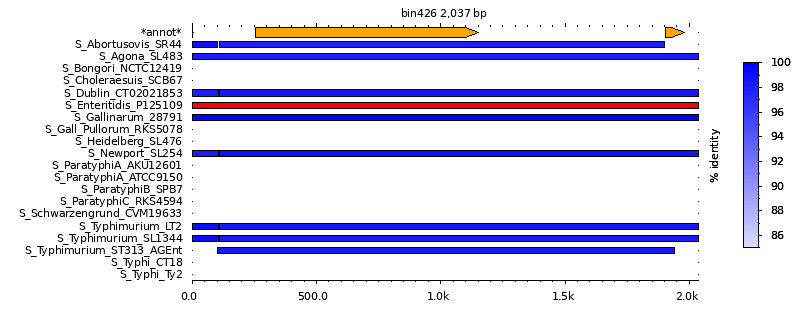 bin426 2,037 bp
*annot*
S_Abortusovis_SR44
S_Agona_SL483
S_Bongori_NCTC12419
S_Choleraesuis_SCB67
S_Dublin_CT02021853
S_Enteritidis_P125109
S_Gallinarum_28791
S_Gall_Pullorum_RKS5078
S_Heidelberg_SL476
S_Newport_SL254
S_ParatyphiA_AKU12601
S_ParatyphiA_ATCC9150
S_ParatyphiB_SPB7
S_ParatyphiC_RKS4594
S_Schwarzengrund_CVM19633
S_Typhimurium_LT2
S_Typhimurium_SL1344
S_Typhimurium_ST313_AGEnt
S_Typhi_CT18
S_Typhi_Ty2
0.0 500.0 1.0k 1.5k 2.0k
% identity
100
98
96
94
92
90
88
86